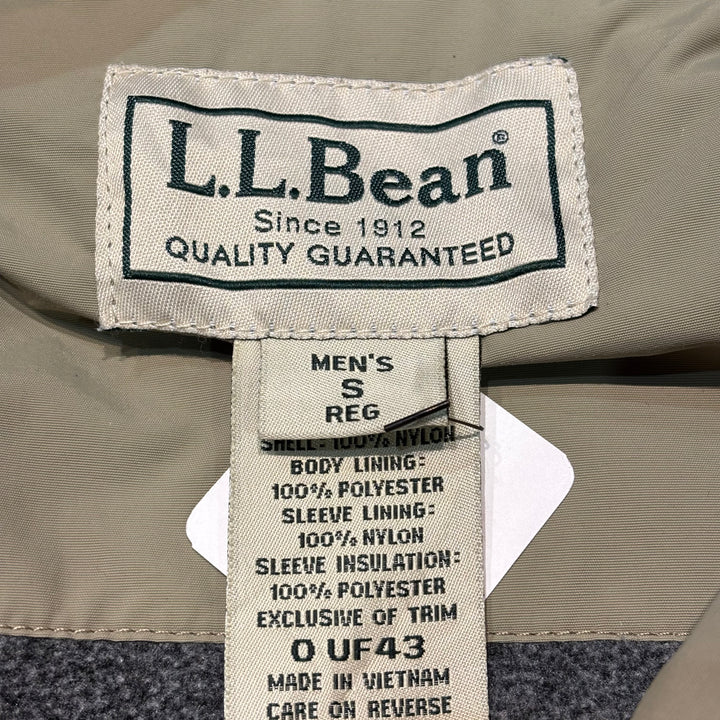 L.L.Bean®
Since 1912
QUALITY GUARANTEED
MEN'S
S
REG
SHELL: 100% NYLON
BODY LINING:
100% POLYESTER
SLEEVE LINING:
100% NYLON
SLEEVE INSULATION:
100% POLYESTER
EXCLUSIVE OF TRIM
0 UF43
MADE IN VIETNAM
CARE ON REVERSE